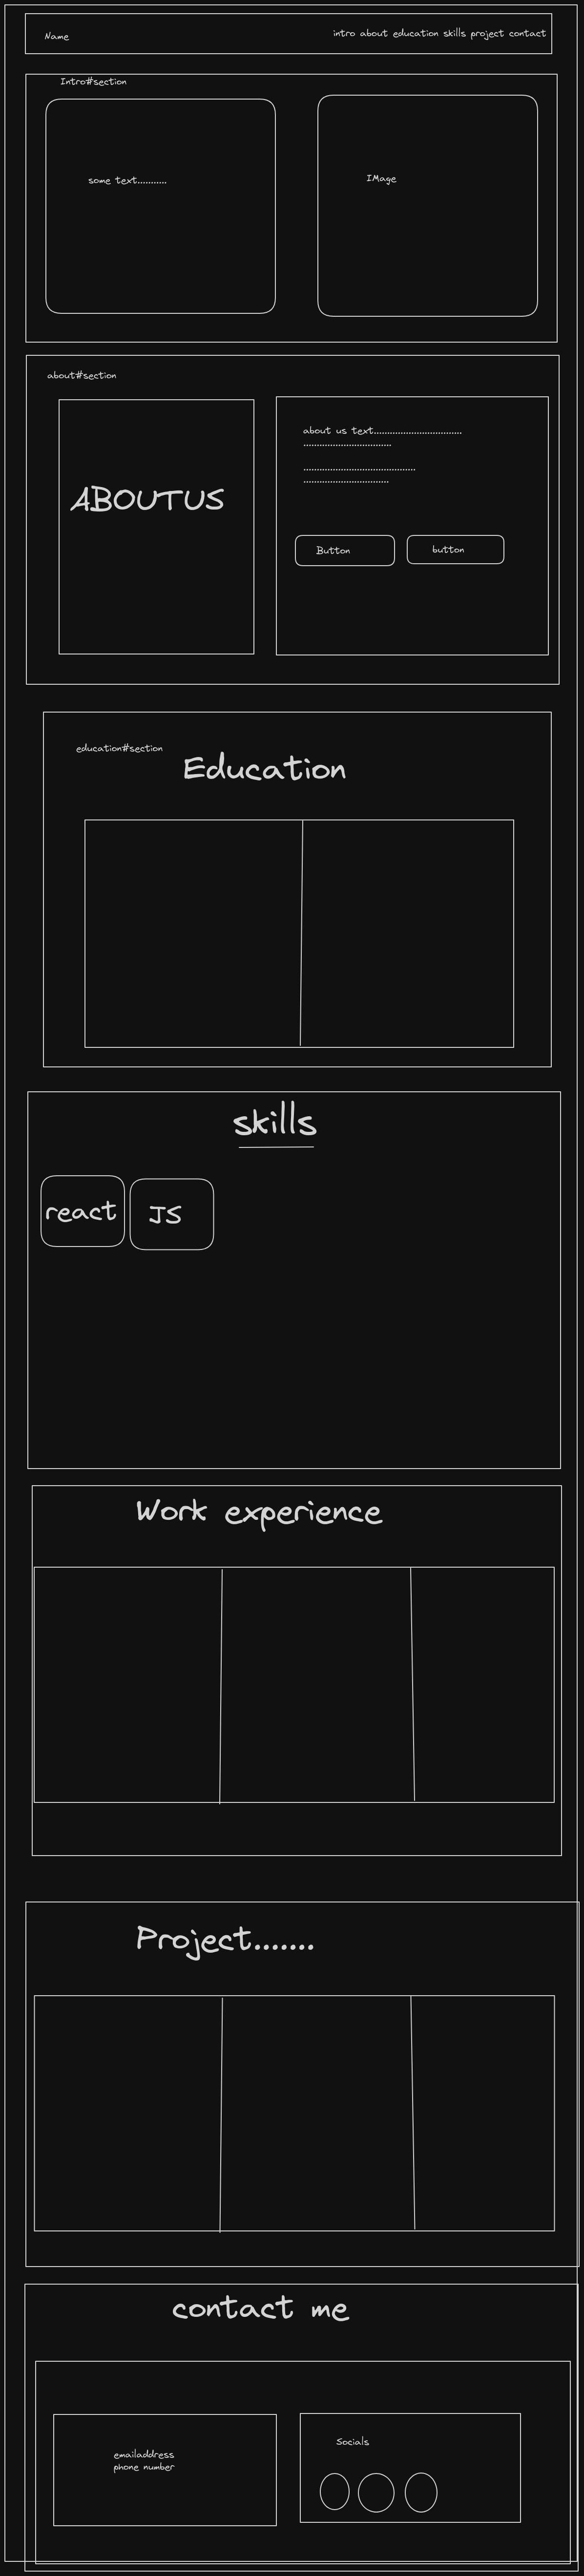 Name
intro about education skills project contact
Intro#section
some text...........
IMage
about#section
ABOUTUS
about us text.................................
.................................
..........................................
................................
Button
button
education#section
Education
skills
react
JS
Work experience
Project.......
contact me
emailaddress
phone number
Socials